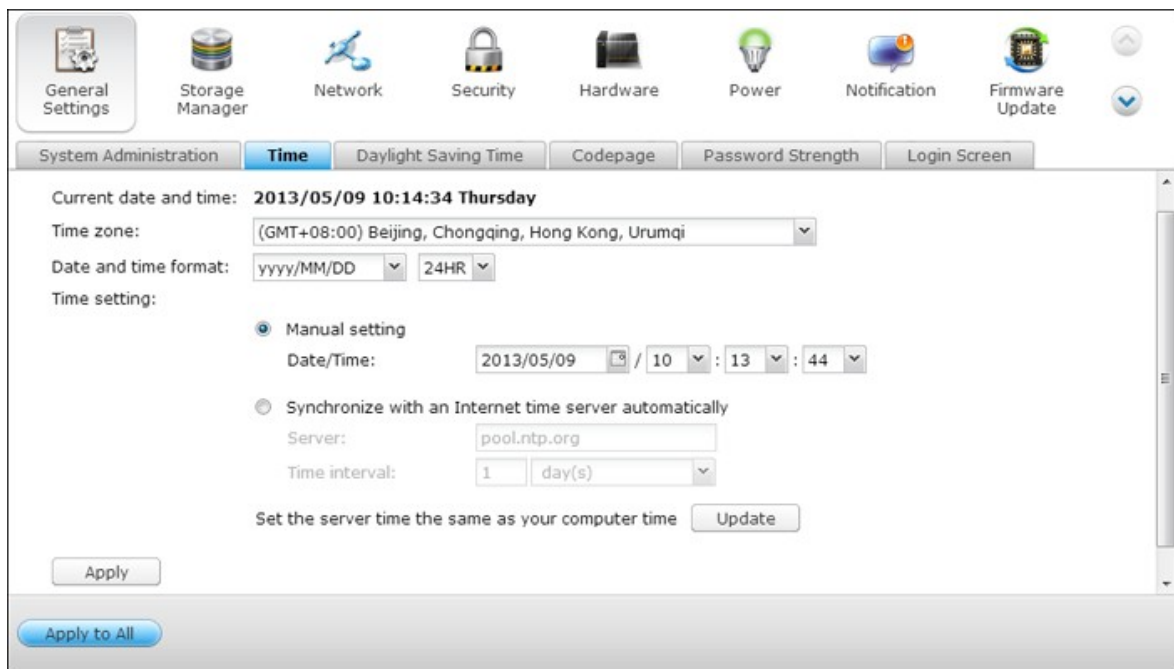 General Settings
Storage Manager
Network
Security
Hardware
Power
Notification
Firmware Update
System Administration Time Daylight Saving Time Codepage Password Strength Login Screen
Current date and time: 2013/05/09 10:14:34 Thursday
Time zone: (GMT+08:00) Beijing, Chongqing, Hong Kong, Urumqi
Date and time format: yyyy/MM/DD 24HR
Time setting:
Manual setting
Date/Time: 2013/05/09 / 10 : 13 : 44
Synchronize with an Internet time server automatically
Server: pool.ntp.org
Time interval: 1 day(s)
Set the server time the same as your computer time Update
Apply
Apply to All